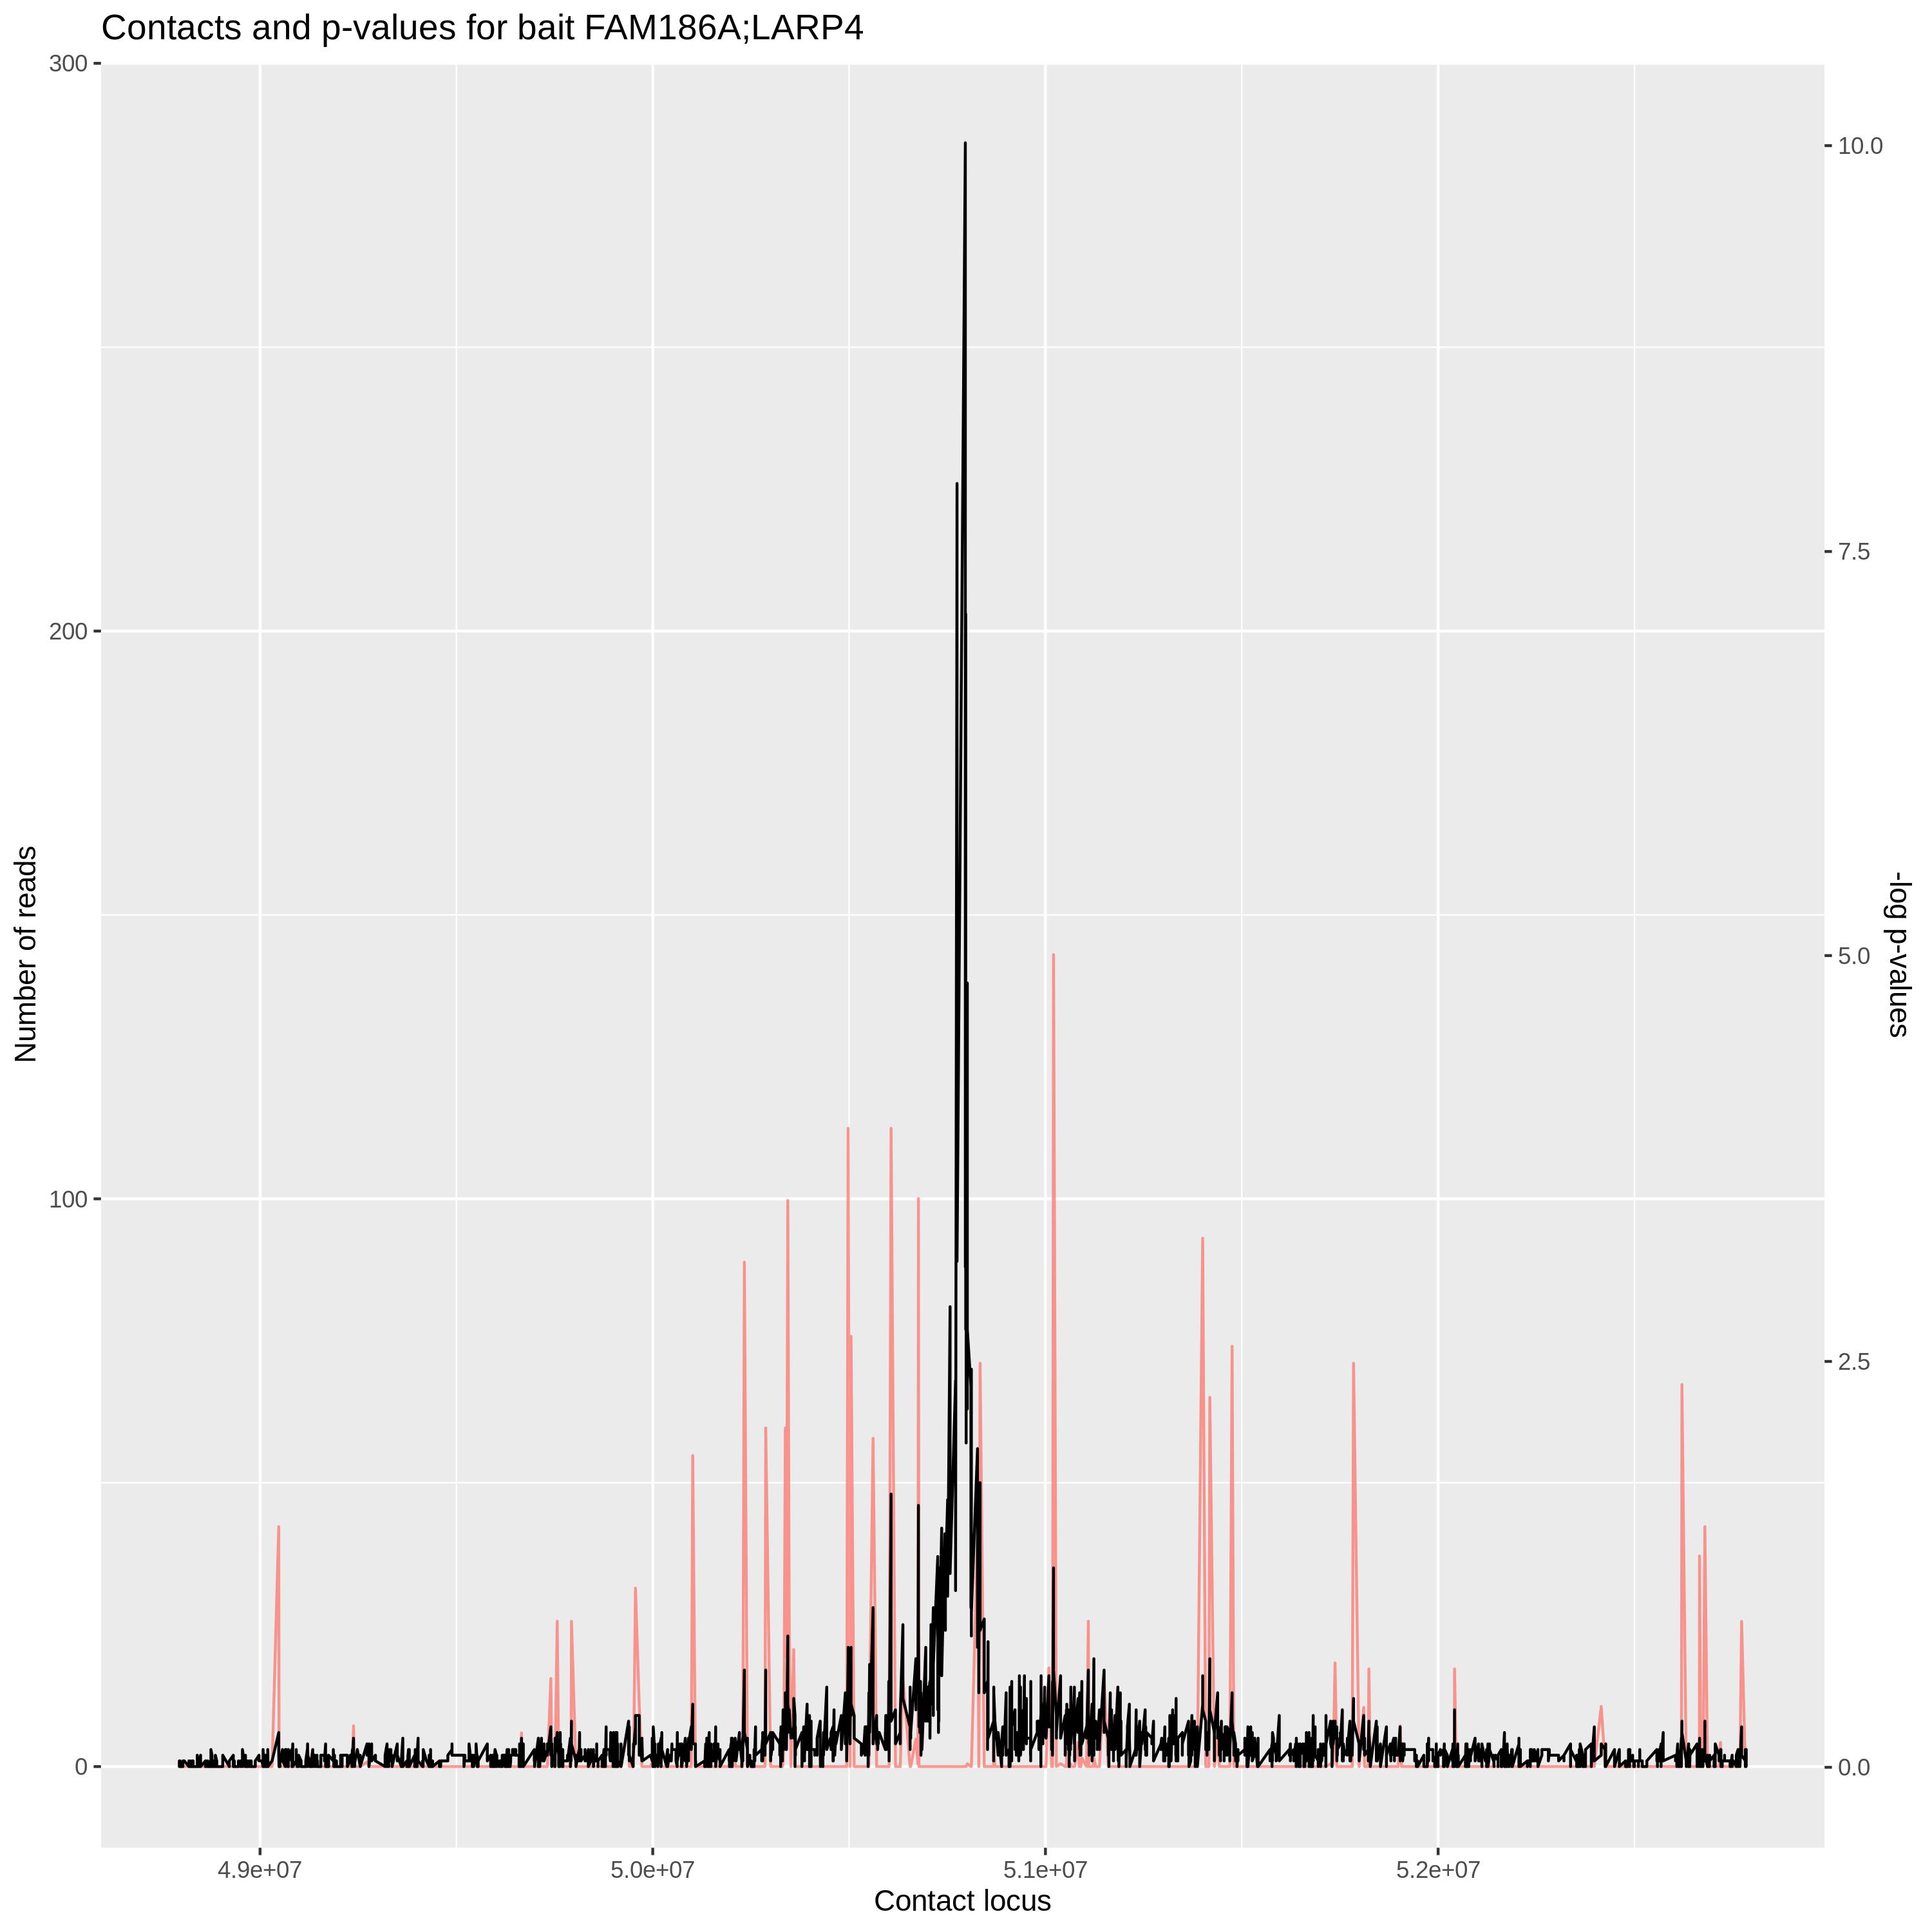 Contacts and p-values for bait FAM186A;LARP4
300
200
100
0
Number of reads
10.0
7.5
5.0
2.5
0.0
-log p-values
4.9e+07
5.0e+07
5.1e+07
5.2e+07
Contact locus